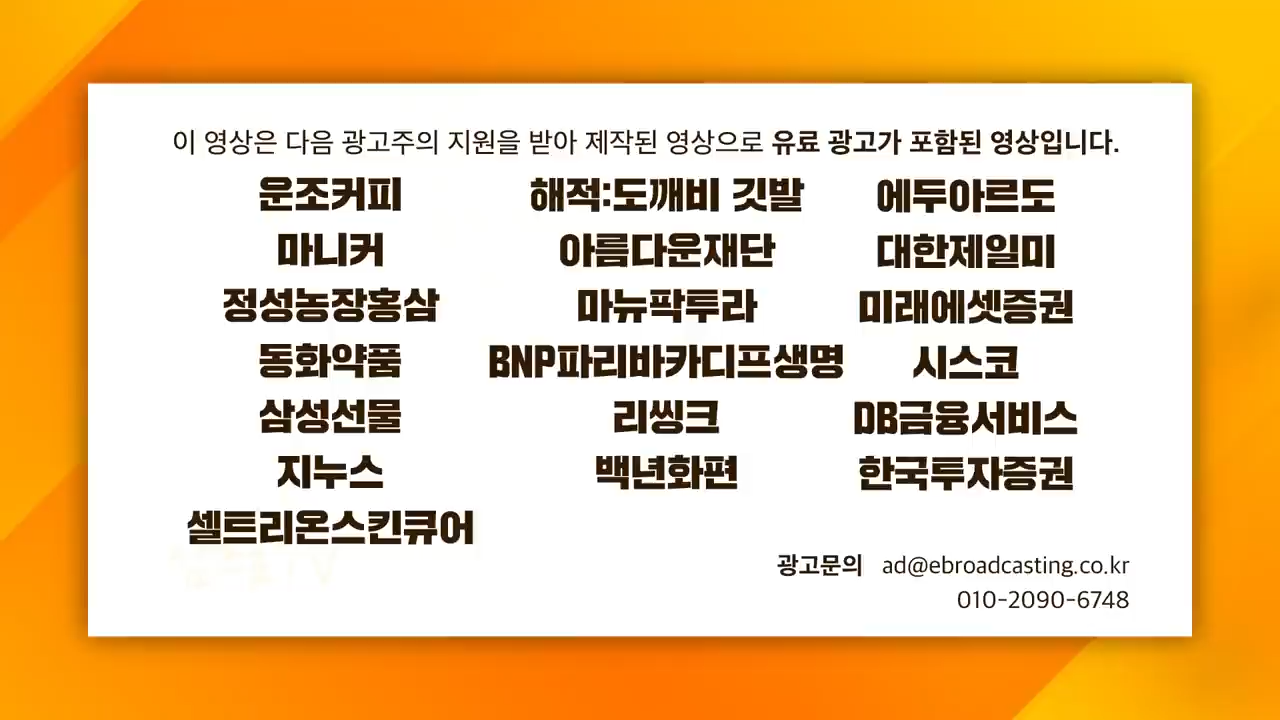 이 영상은 다음 광고주의 지원을 받아 제작된 영상으로 유료 광고가 포함된 영상입니다.
운조커피 해적:도깨비 깃발 에두아르도
마니커 아름다운재단 대한제일미
정성농장홍삼 마뉴팍투라 미래에셋증권
동화약품 BNP파리바카디프생명 시스코
삼성선물 리씽크 DB금융서비스
지누스 백년화편 한국투자증권
셀트리온스킨큐어
광고문의 ad@ebroadcasting.co.kr
010-2090-6748